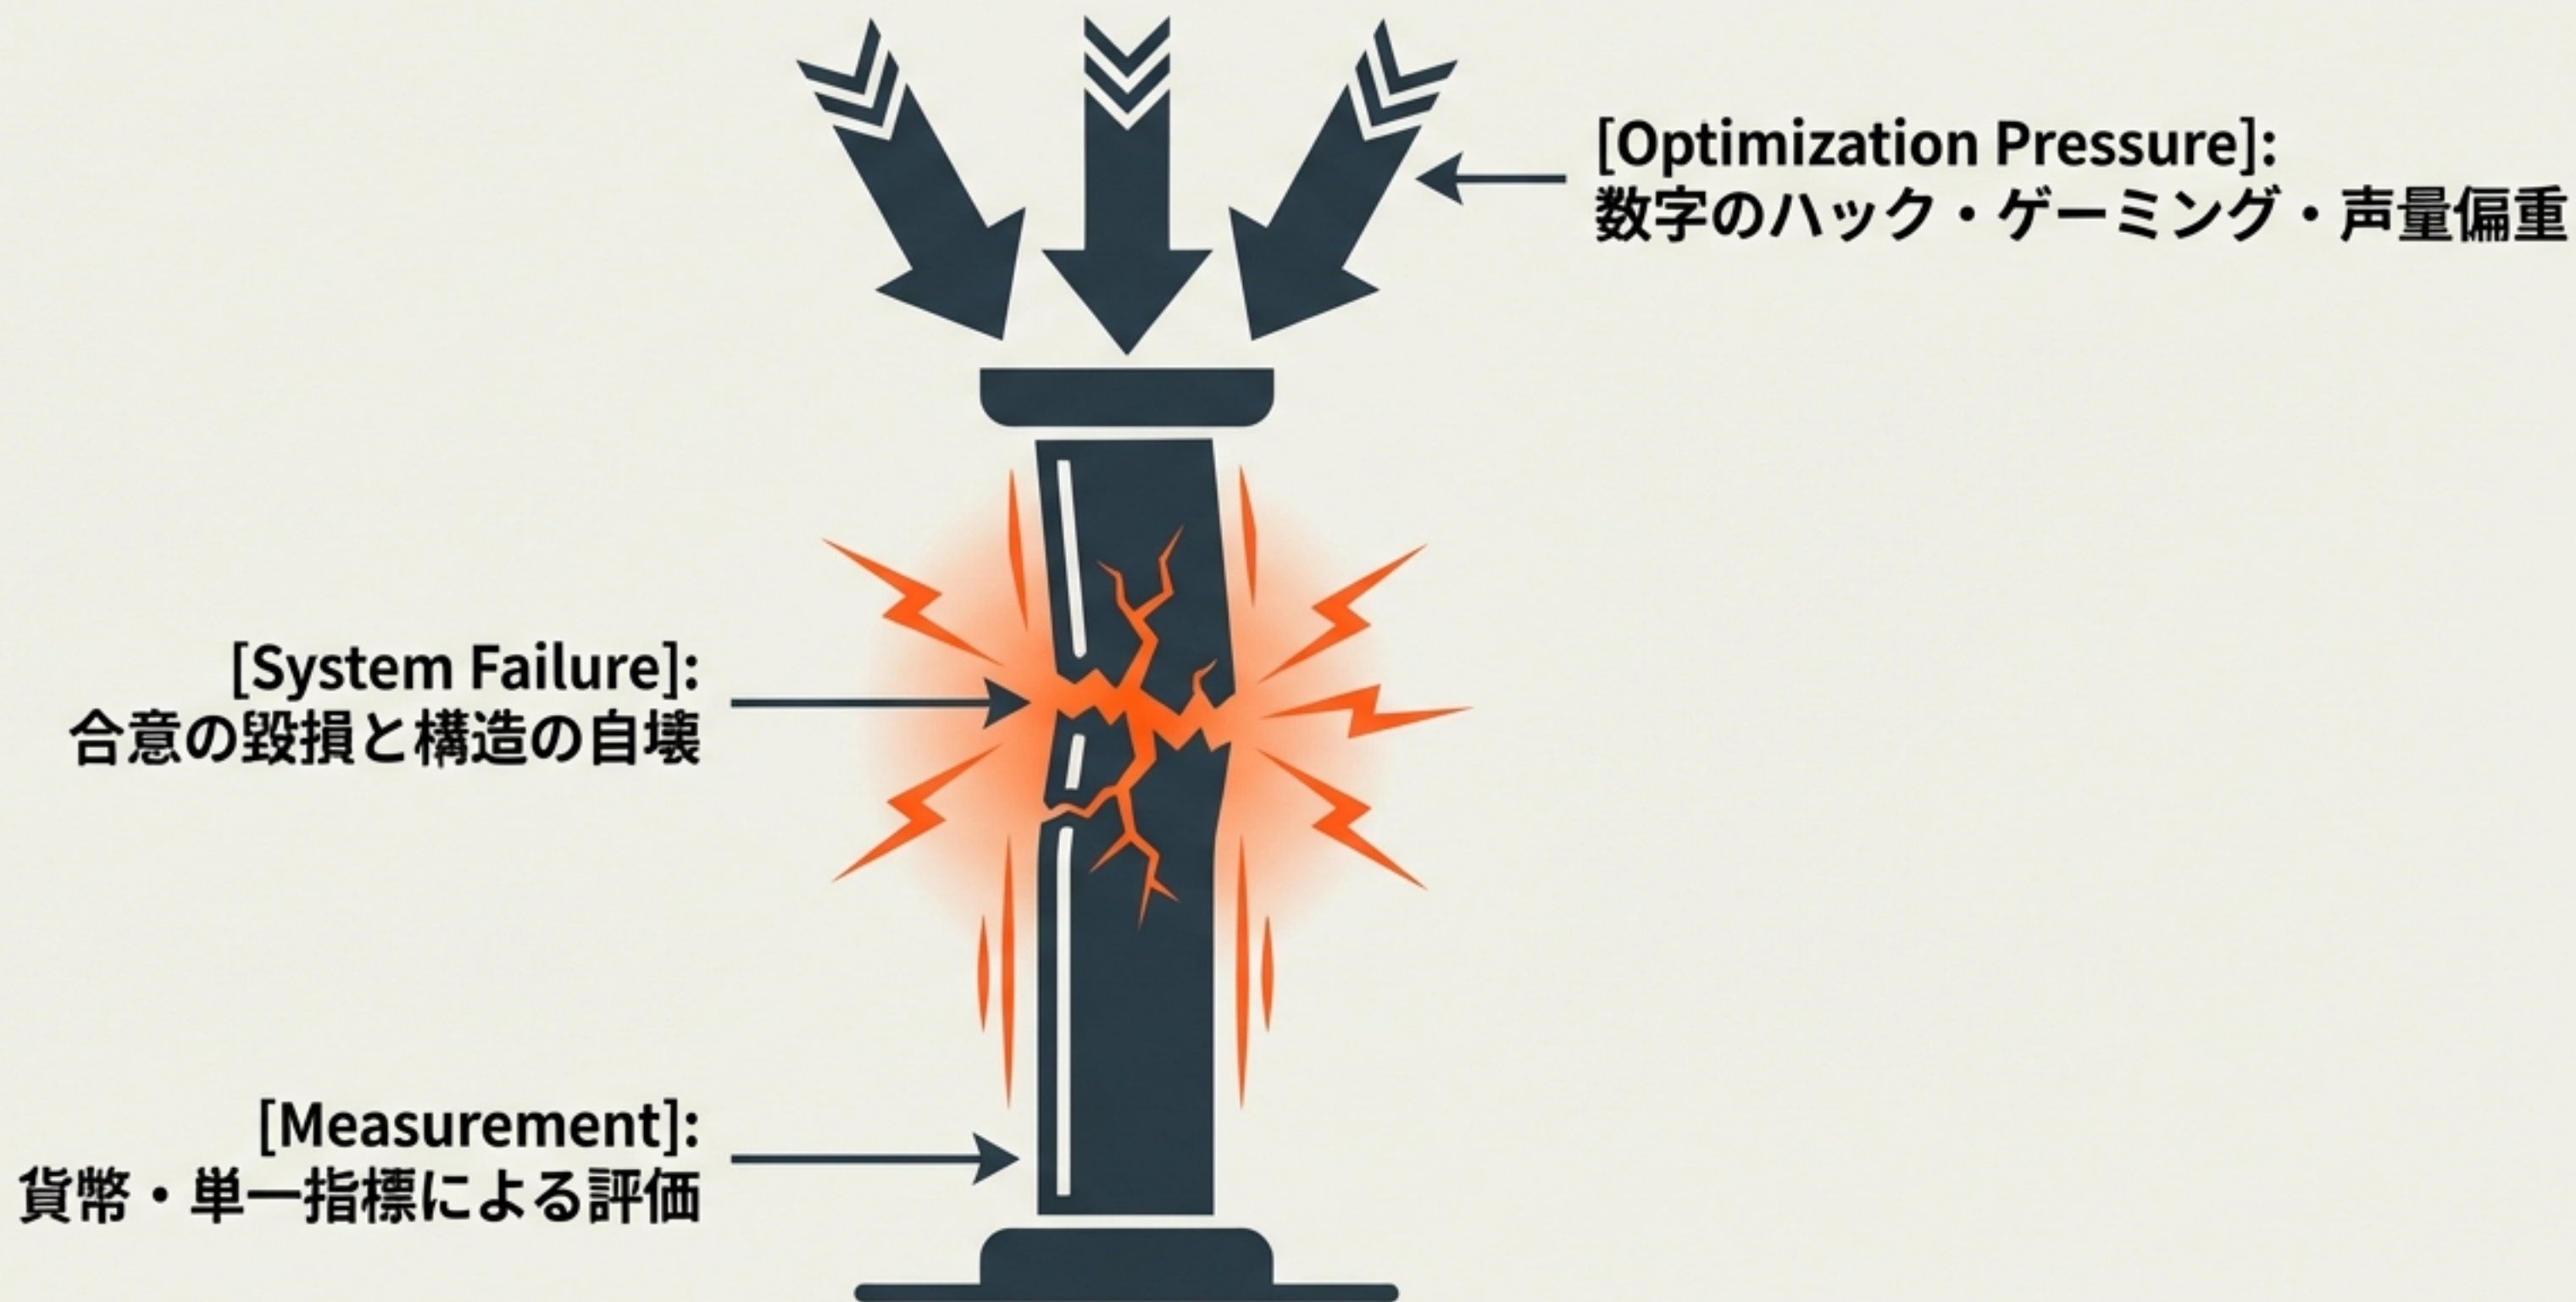 [Optimization Pressure]:
数字のハック・ゲーミング・声量偏重
[System Failure]:
合意の毀損と構造の自壊
[Measurement]:
貨幣・単一指標による評価